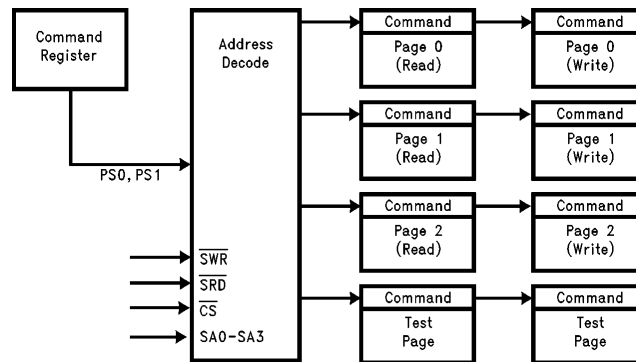 Command
Register
PS0, PS1
Address
Decode
SWR
SRD
CS
SA0-SA3
Command
Page 0
(Read)
Command
Page 0
(Write)
Command
Page 1
(Read)
Command
Page 1
(Write)
Command
Page 2
(Read)
Command
Page 2
(Write)
Command
Test
Page
Command
Test
Page